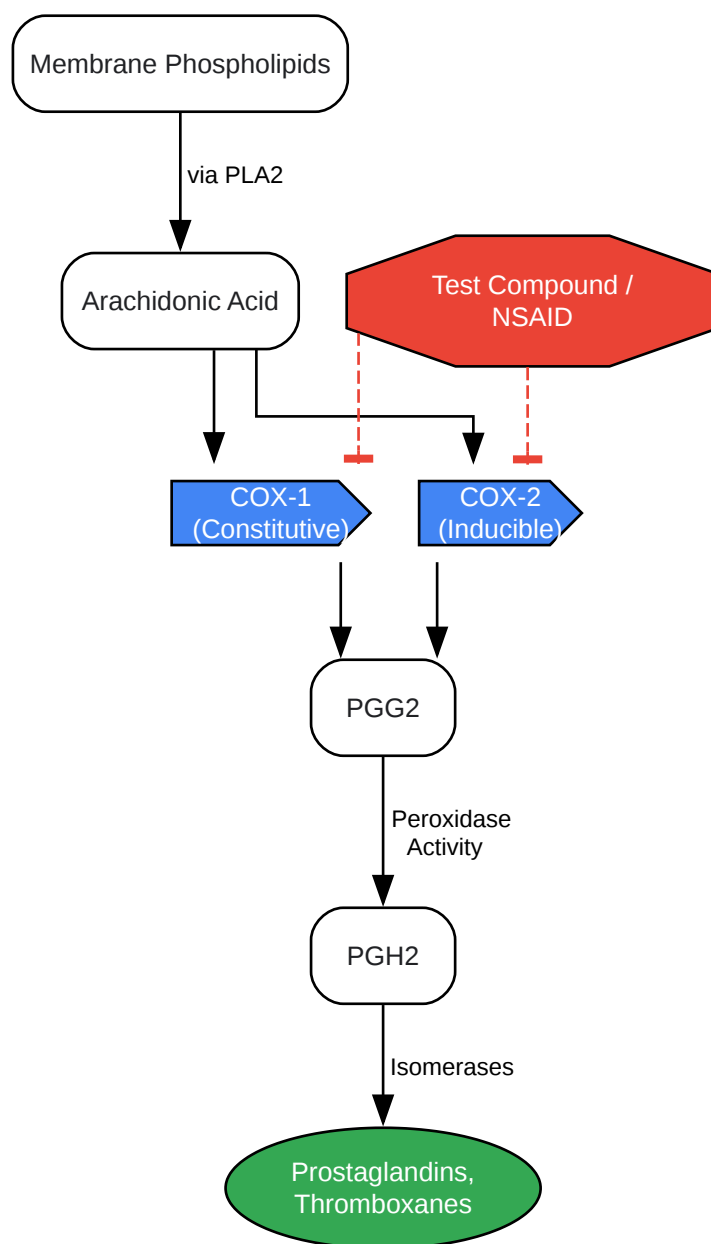 Membrane Phospholipids
via PLA2
Arachidonic Acid
Test Compound /
NSAID
COX-1
(Constitutive)
COX-2
(Inducible)
PGG2
Peroxidase
Activity
PGH2
Isomerases
Prostaglandins,
Thromboxanes